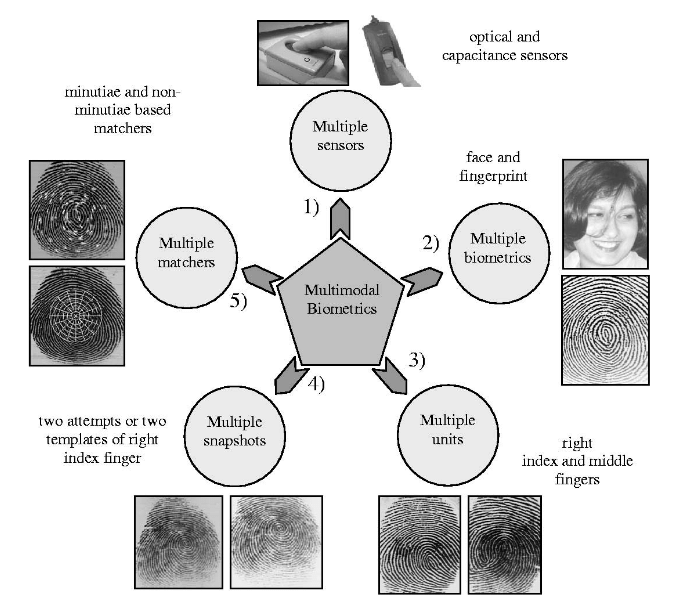 optical and
capacitance sensors
minutiae and non-
minutiae based
matchers
Multiple
sensors
face and
fingerprint
1)
2)
Multiple
biometrics
Multiple
matchers
5)
Multimodal
Biometrics
3)
4)
Multiple
snapshots
Multiple
units
two attempts or two
templates of right
index finger
right
index and middle
fingers